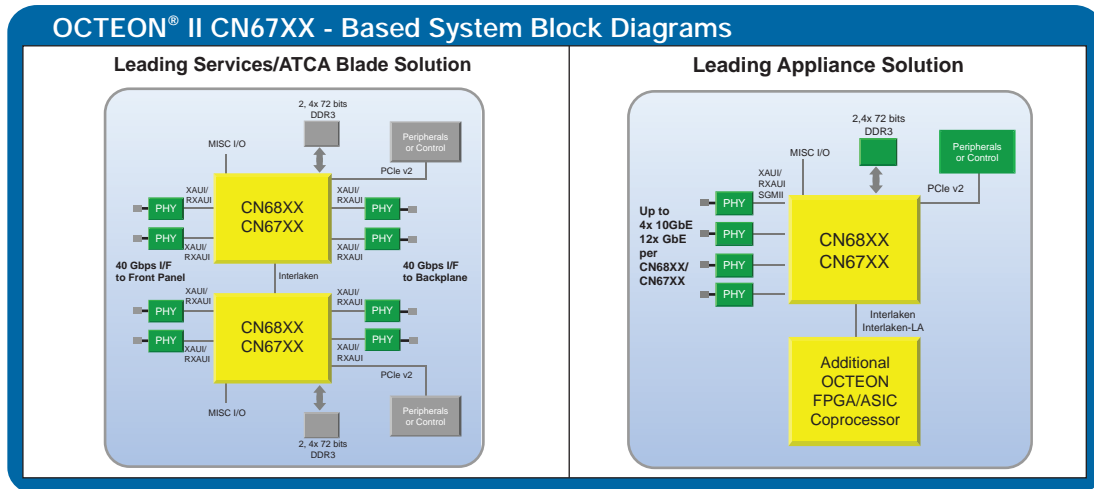 OCTEON® II CN67XX - Based System Block Diagrams
Leading Services/ATCA Blade Solution
2, 4x 72 bits
DDR3
Peripherals
or Control
MISC I/O
PCIe v2
XAUI/
RXAUI
XAUI/
RXAUI
PHY
PHY
CN68XX
CN67XX
PHY
PHY
XAUI/
RXAUI
XAUI/
RXAUI
40 Gbps I/F
to Front Panel
Interlaken
40 Gbps I/F
to Backplane
XAUI/
RXAUI
XAUI/
RXAUI
PHY
PHY
CN68XX
CN67XX
PHY
PHY
XAUI/
RXAUI
XAUI/
RXAUI
PCIe v2
MISC I/O
Peripherals
or Control
2, 4x 72 bits
DDR3
Leading Appliance Solution
2,4x 72 bits
DDR3
Peripherals
or Control
MISC I/O
XAUI/
RXAUI
SGMII
PCIe v2
Up to
4x 10GbE
12x GbE
per
CN68XX/
CN67XX
PHY
PHY
PHY
PHY
CN68XX
CN67XX
Interlaken
Interlaken-LA
Additional
OCTEON
FPGA/ASIC
Coprocessor